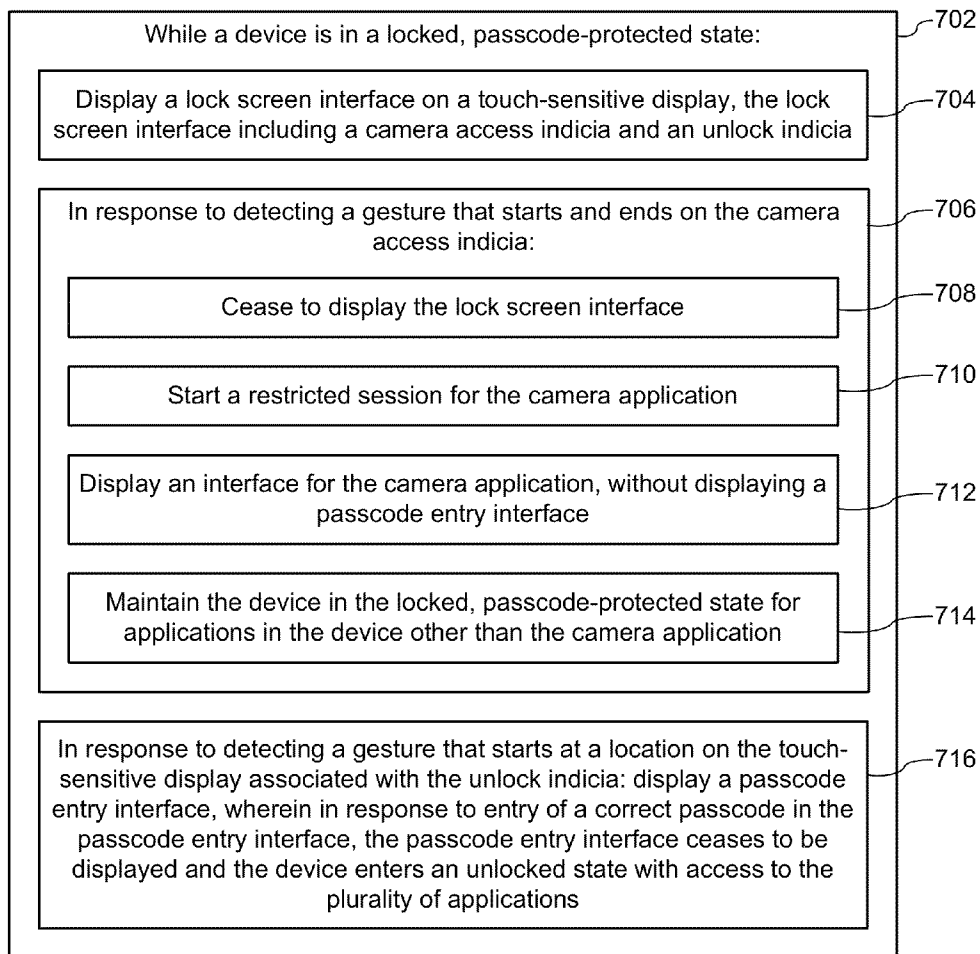 While a device is in a locked, passcode-protected state:
702
Display a lock screen interface on a touch-sensitive display, the lock
screen interface including a camera access indicia and an unlock indicia
704
In response to detecting a gesture that starts and ends on the camera
access indicia:
706
Cease to display the lock screen interface
708
Start a restricted session for the camera application
710
Display an interface for the camera application, without displaying a
passcode entry interface
712
Maintain the device in the locked, passcode-protected state for
applications in the device other than the camera application
714
In response to detecting a gesture that starts at a location on the touch-
sensitive display associated with the unlock indicia: display a passcode
entry interface, wherein in response to entry of a correct passcode in the
passcode entry interface, the passcode entry interface ceases to be
displayed and the device enters an unlocked state with access to the
plurality of applications
716